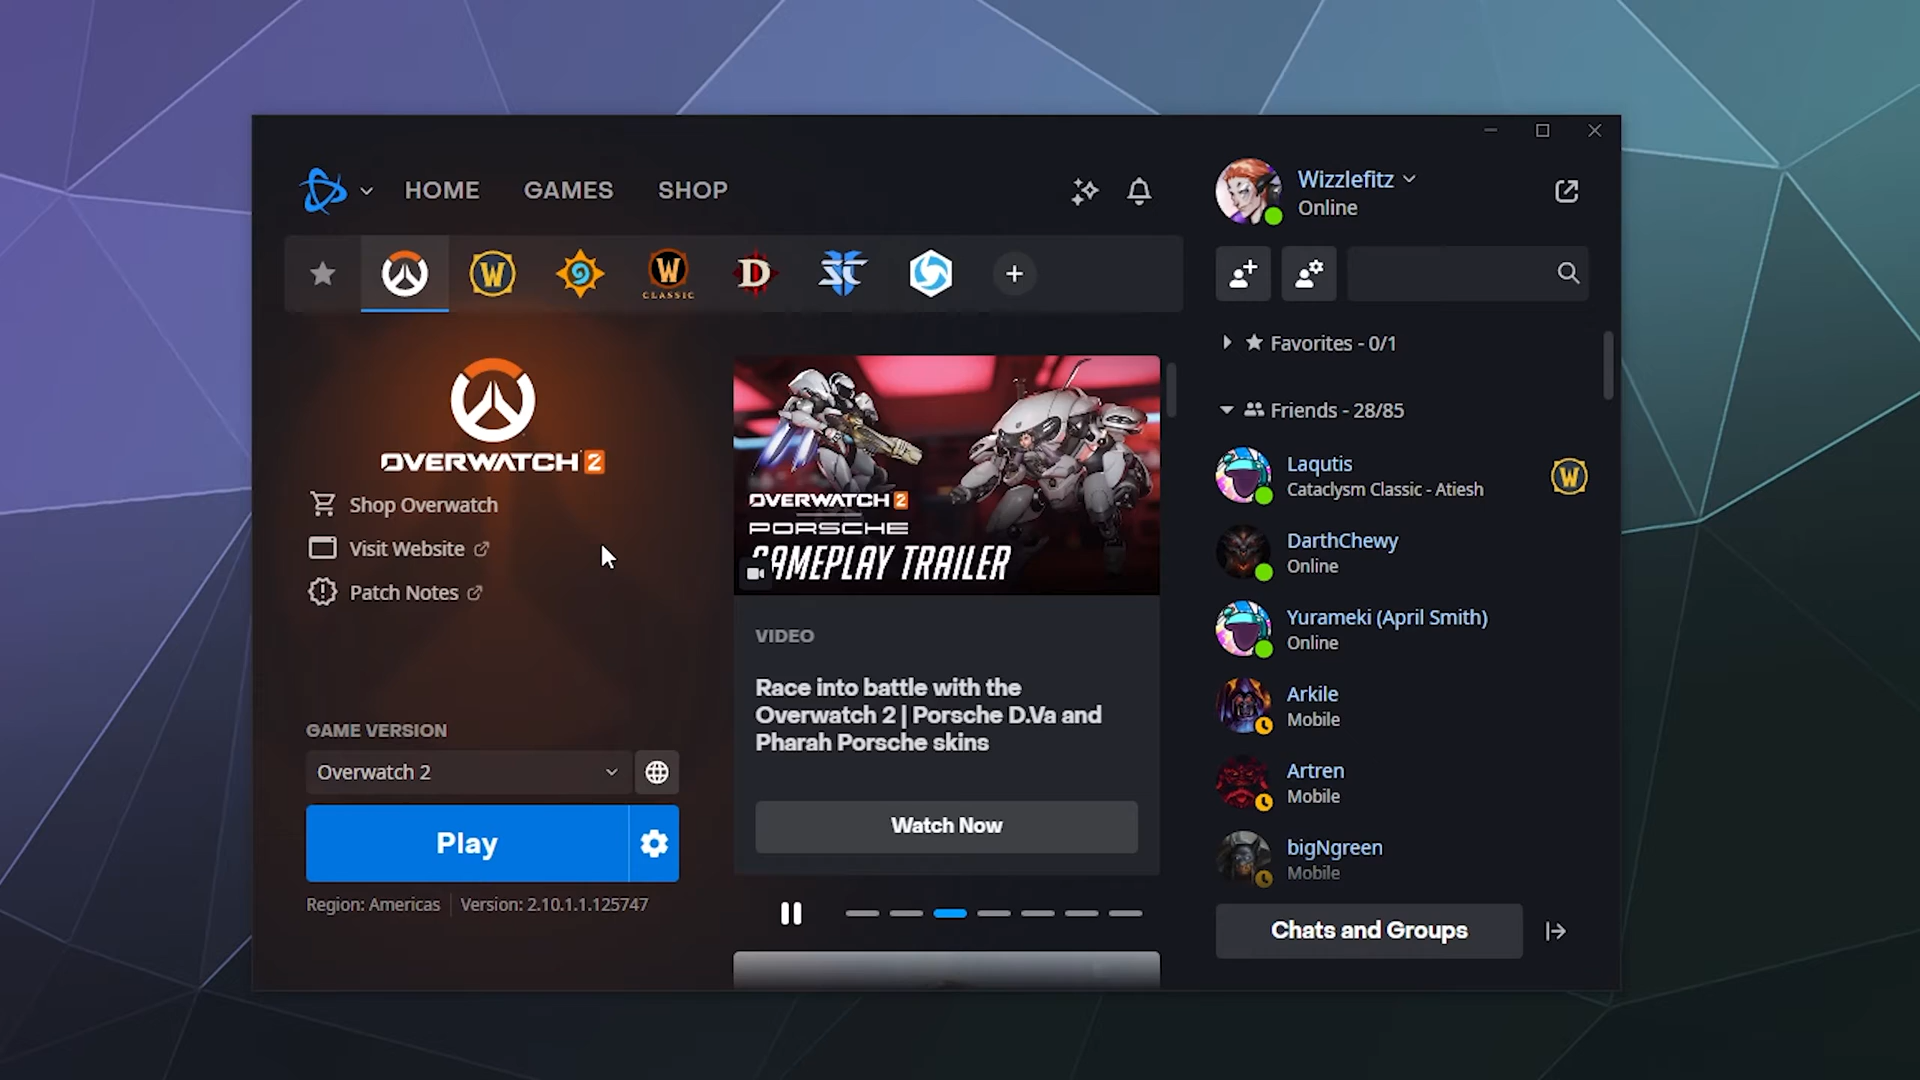 HOME
GAMES
SHOP
Wizzlefitz
Online
W
W
CLASSIC
D
Favorites - 0/1
Friends - 28/85
OVERWATCH 2
Shop Overwatch
Visit Website
Patch Notes
GAME VERSION
Overwatch 2
Play
Region: Americas
Version: 2.10.1.1.125747
OVERWATCH 2
PORSCHE
GAMEPLAY TRAILER
VIDEO
Race into battle with the
Overwatch 2 | Porsche D.Va and
Pharah Porsche skins
Watch Now
Laqutis
Cataclysm Classic - Atiesh
W
DarthChewy
Online
Yurameki (April Smith)
Online
Arkile
Mobile
Artren
Mobile
bigNgreen
Mobile
Chats and Groups